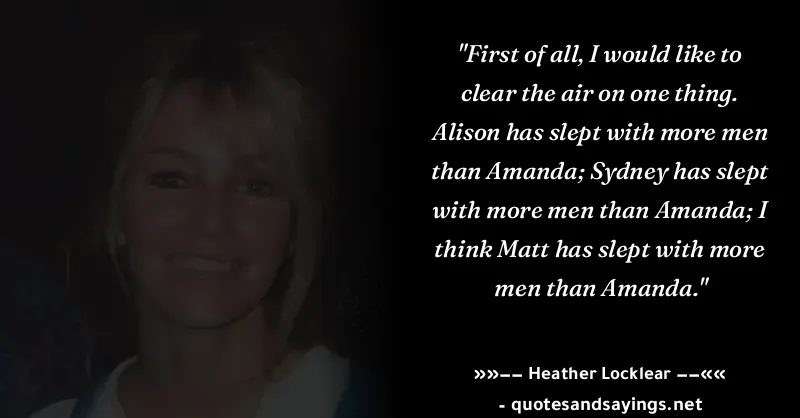 "First of all, I would like to
clear the air on one thing.
Alison has slept with more men
than Amanda; Sydney has slept
with more men than Amanda; I
think Matt has slept with more
men than Amanda."
»»–– Heather Locklear ––««
- quotesandsayings.net